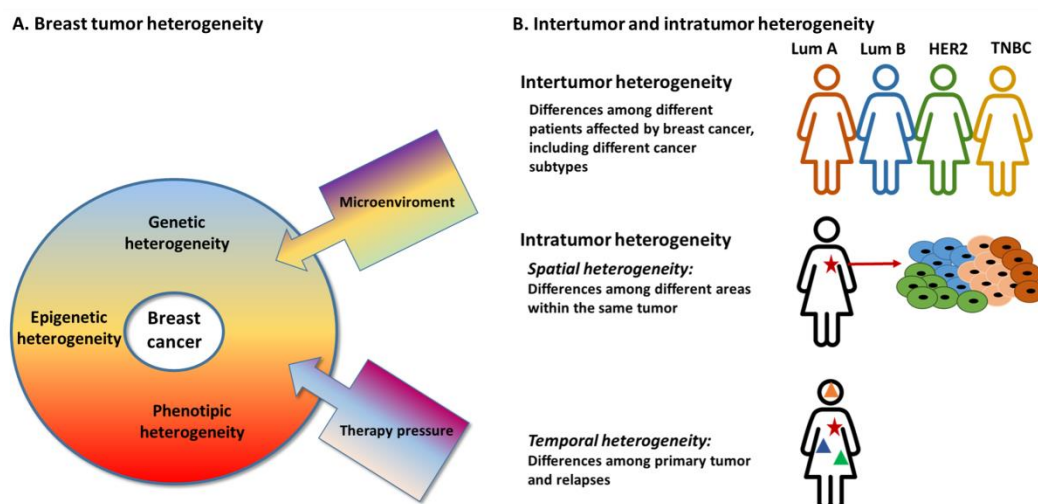 A. Breast tumor heterogeneity
Microenviroment
Genetic
heterogeneity
Epigenetic
heterogeneity
Breast
cancer
Phenotipic
heterogeneity
Therapy pressure
B. Intertumor and intratumor heterogeneity
Lum A Lum B HER2 TNBC
Intertumor heterogeneity
Differences among different
patients affected by breast cancer,
including different cancer
subtypes
Intratumor heterogeneity
Spatial heterogeneity:
Differences among different areas
within the same tumor
Temporal heterogeneity:
Differences among primary tumor
and relapses